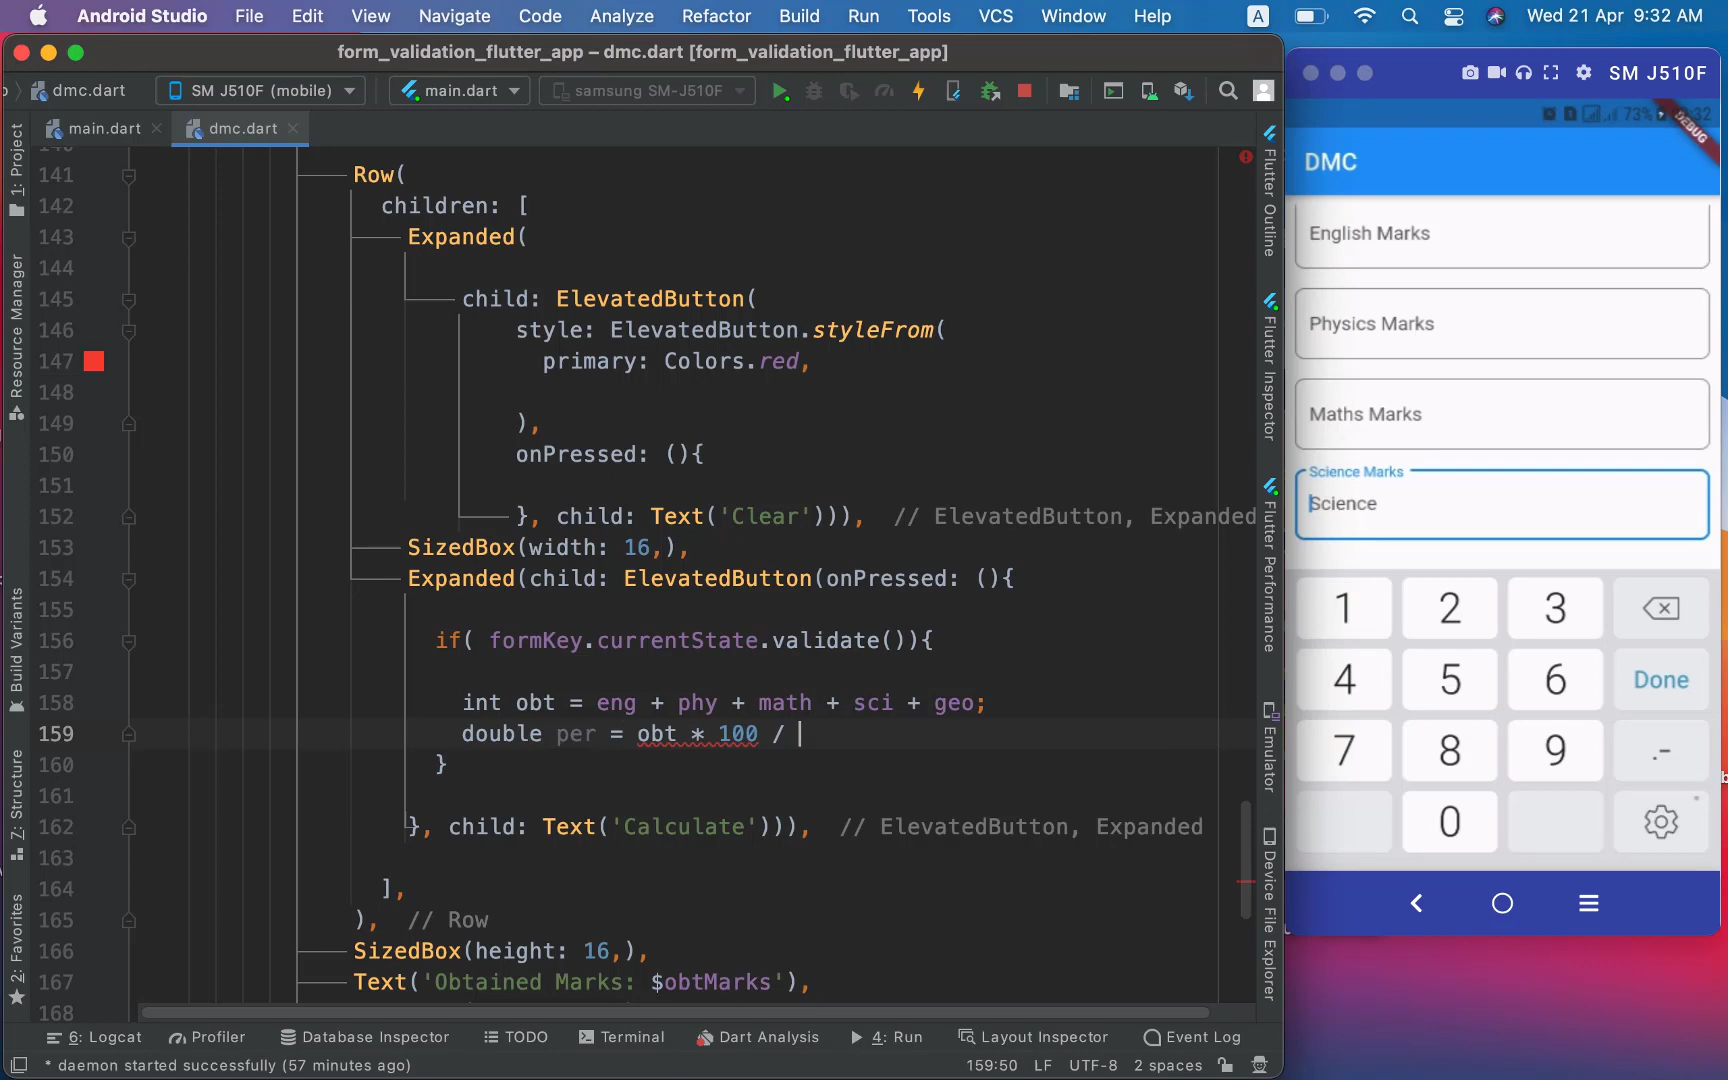 Android Studio File Edit View Navigate Code Analyze Refactor Build Run Tools VCS Window Help A Wed 21 Apr 9:32 AM
form_validation_flutter_app – dmc.dart [form_validation_flutter_app]
dmc.dart SM J510F (mobile) main.dart samsung SM-J510F
main.dart dmc.dart
141 Row(
142 children: [
143 Expanded(
144
145 child: ElevatedButton(
146 style: ElevatedButton.styleFrom(
147 primary: Colors.red,
148
149 ),
150 onPressed: (){
151
152 }, child: Text('Clear'))), // ElevatedButton, Expanded
153 SizedBox(width: 16,),
154 Expanded(child: ElevatedButton(onPressed: (){
155
156 if( formKey.currentState.validate()){
157
158 int obt = eng + phy + math + sci + geo;
159 double per = obt * 100 /
160 }
161
162 }, child: Text('Calculate'))), // ElevatedButton, Expanded
163
164 ],
165 ), // Row
166 SizedBox(height: 16,),
167 Text('Obtained Marks: $obtMarks'),
168
1: Project
Resource Manager
Build Variants
7: Structure
2: Favorites
Flutter Outline
Flutter Inspector
Flutter Performance
Emulator
Device File Explorer
6: Logcat Profiler Database Inspector TODO Terminal Dart Analysis 4: Run Layout Inspector Event Log
* daemon started successfully (57 minutes ago) 159:50 LF UTF-8 2 spaces
SM J510F
73%
DEBUG
DMC
English Marks
Physics Marks
Maths Marks
Science Marks
Science
1 2 3
4 5 6 Done
7 8 9 .-
0